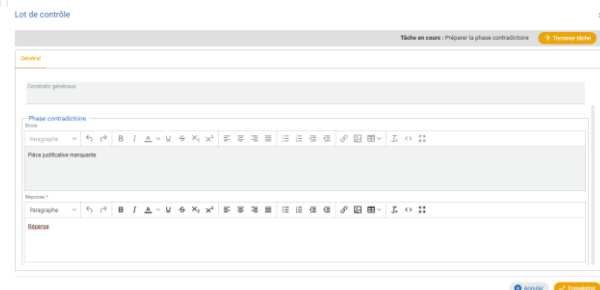 Lot de contrôle
Tâche en cours : Préparer la phase contradictoire
Terminer tâche
Général
Constats généraux
Phase contradictoire
Envoi
Paragraphe
Pièce justificative manquante
Réponse *
Paragraphe
Réponse
Annuler
Enregistrer